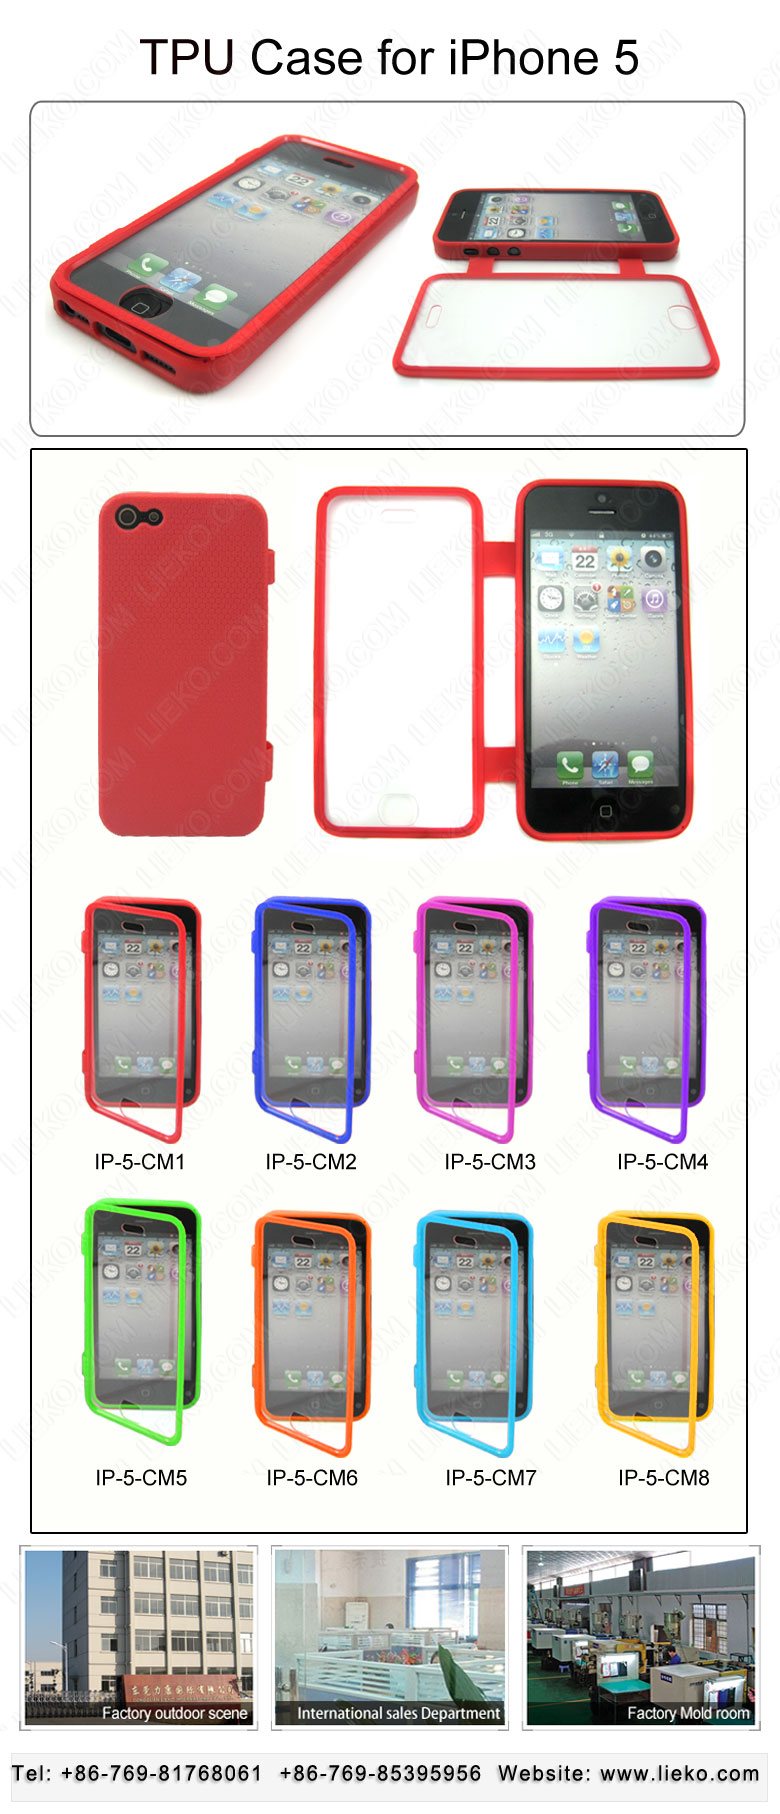 TPU Case for iPhone 5
IP-5-CM1 IP-5-CM2 IP-5-CM3 IP-5-CM4
IP-5-CM5 IP-5-CM6 IP-5-CM7 IP-5-CM8
Factory outdoor scene International sales Department Factory Mold room
Tel: +86-769-81768061 +86-769-85395956 Website: www.lieko.com
LIEKO.COM